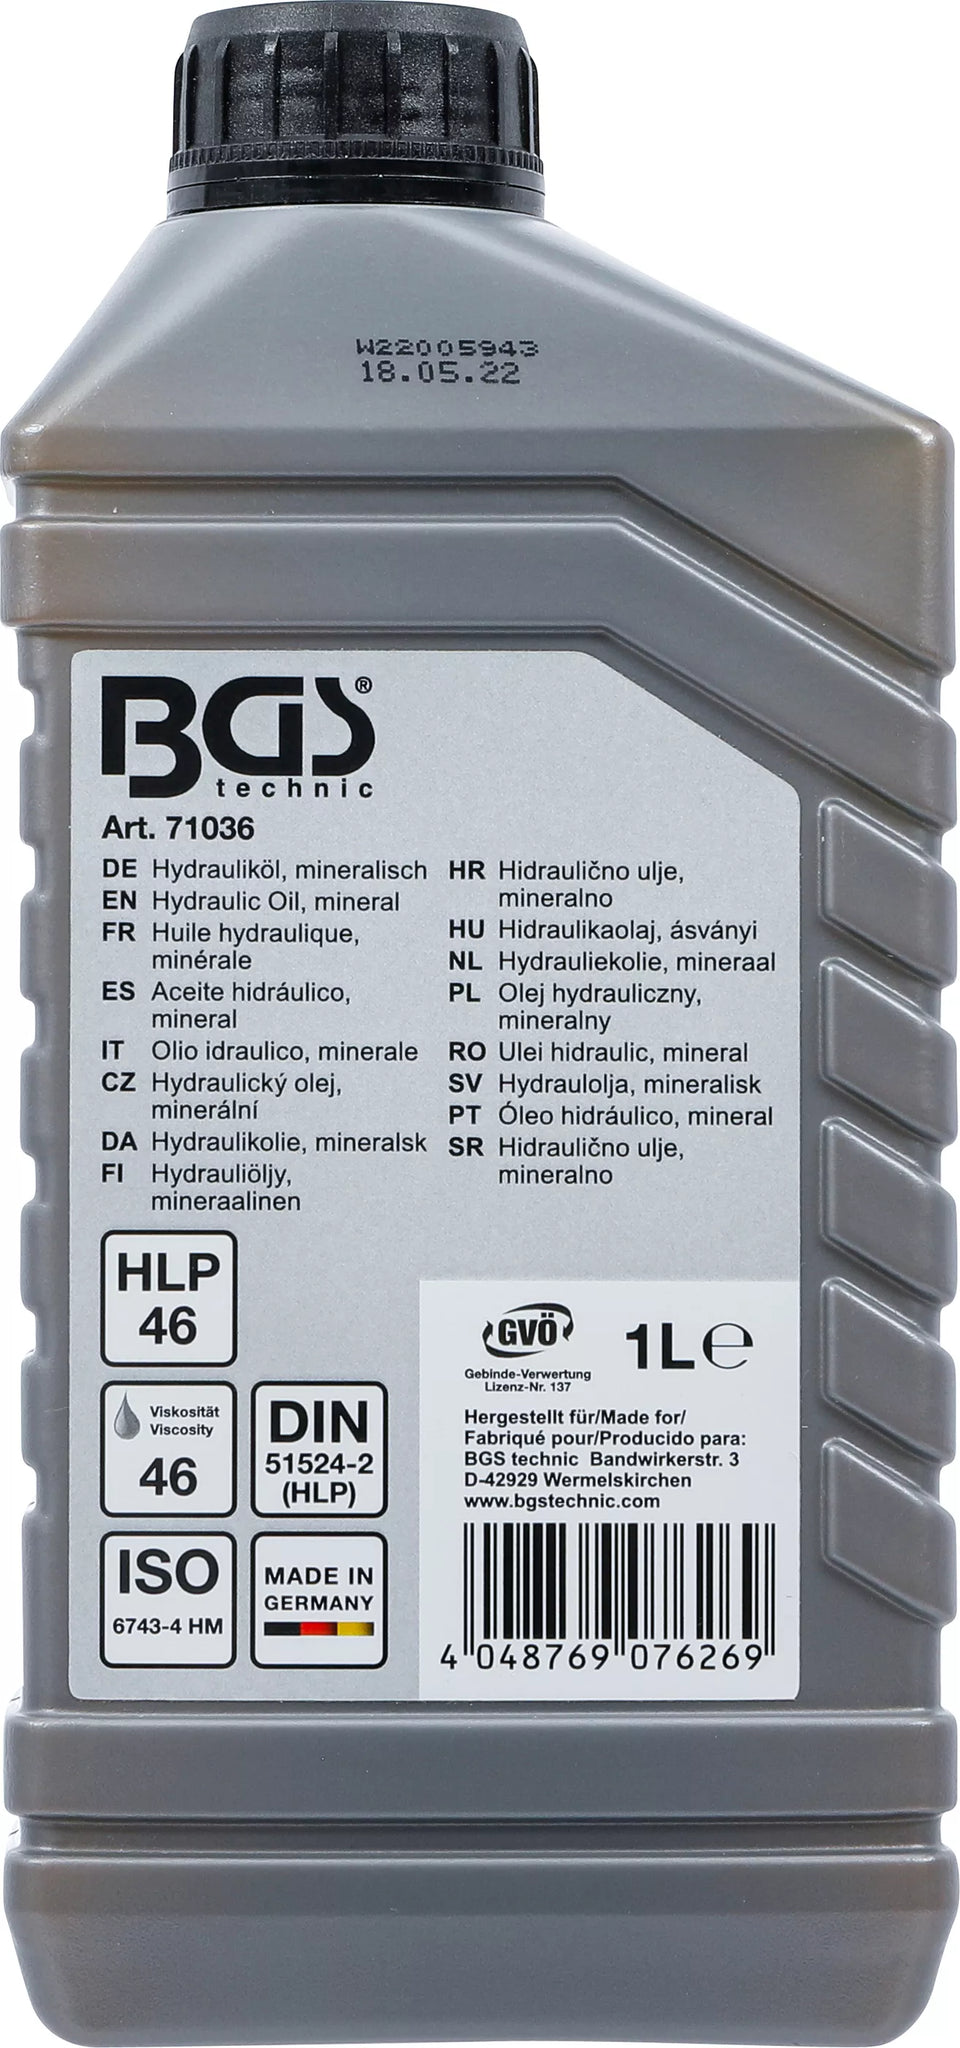 W22005943
18.05.22
BGS®
technic
Art. 71036
DE Hydrauliköl, mineralisch
EN Hydraulic Oil, mineral
FR Huile hydraulique,
minérale
ES Aceite hidráulico,
mineral
IT Olio idraulico, minerale
CZ Hydraulický olej,
minerální
DA Hydraulikolie, mineralsk
FI Hydrauliöljy,
mineraalinen
HR Hidraulično ulje,
mineralno
HU Hidraulikaolaj, ásványi
NL Hydrauliekolie, mineraal
PL Olej hydrauliczny,
mineralny
RO Ulei hidraulic, mineral
SV Hydraulolja, mineralisk
PT Óleo hidráulico, mineral
SR Hidraulično ulje,
mineralno
HLP
46
Viskosität
Viscosity
46
DIN
51524-2
(HLP)
ISO
6743-4 HM
MADE IN
GERMANY
GVÖ
Gebinde-Verwertung
Lizenz-Nr. 137
1L℮
Hergestellt für/Made for/
Fabriqué pour/Producido para:
BGS technic Bandwirkerstr. 3
D-42929 Wermelskirchen
www.bgstechnic.com
4 048769 076269